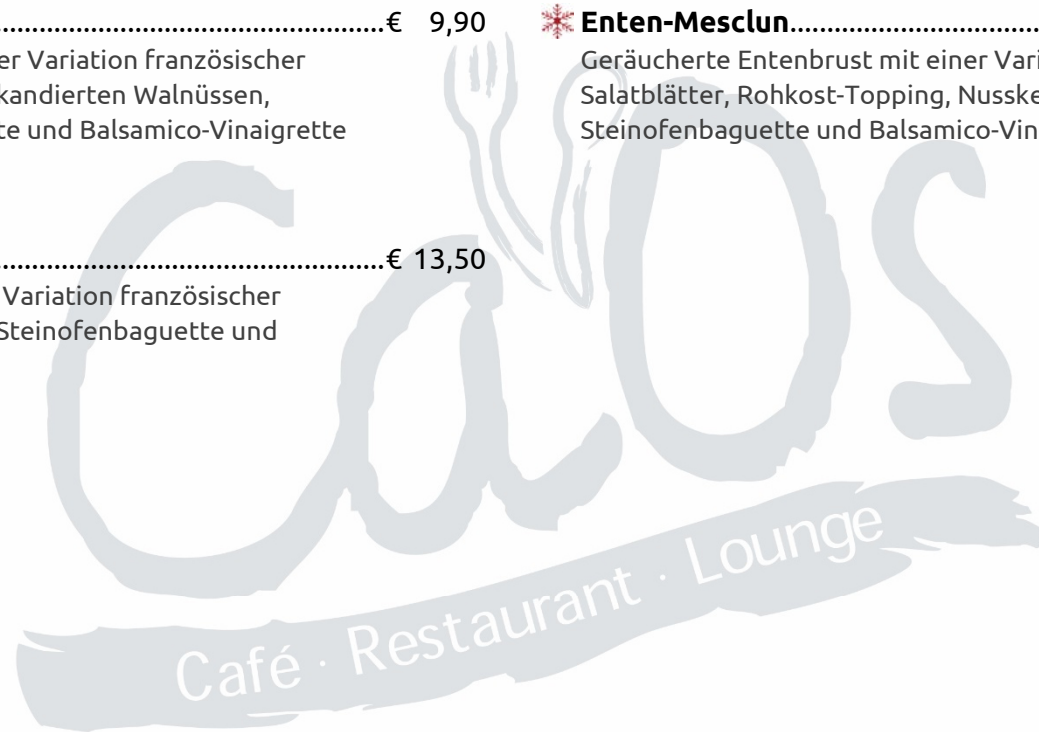 € 9,90
er Variation französischer
kandierten Walnüssen,
te und Balsamico-Vinaigrette
€ 13,50
Variation französischer
Steinofenbaguette und
Enten-Mesclun
Geräucherte Entenbrust mit einer Vari
Salatblätter, Rohkost-Topping, Nusske
Steinofenbaguette und Balsamico-Vin
CaOs
Café · Restaurant · Lounge